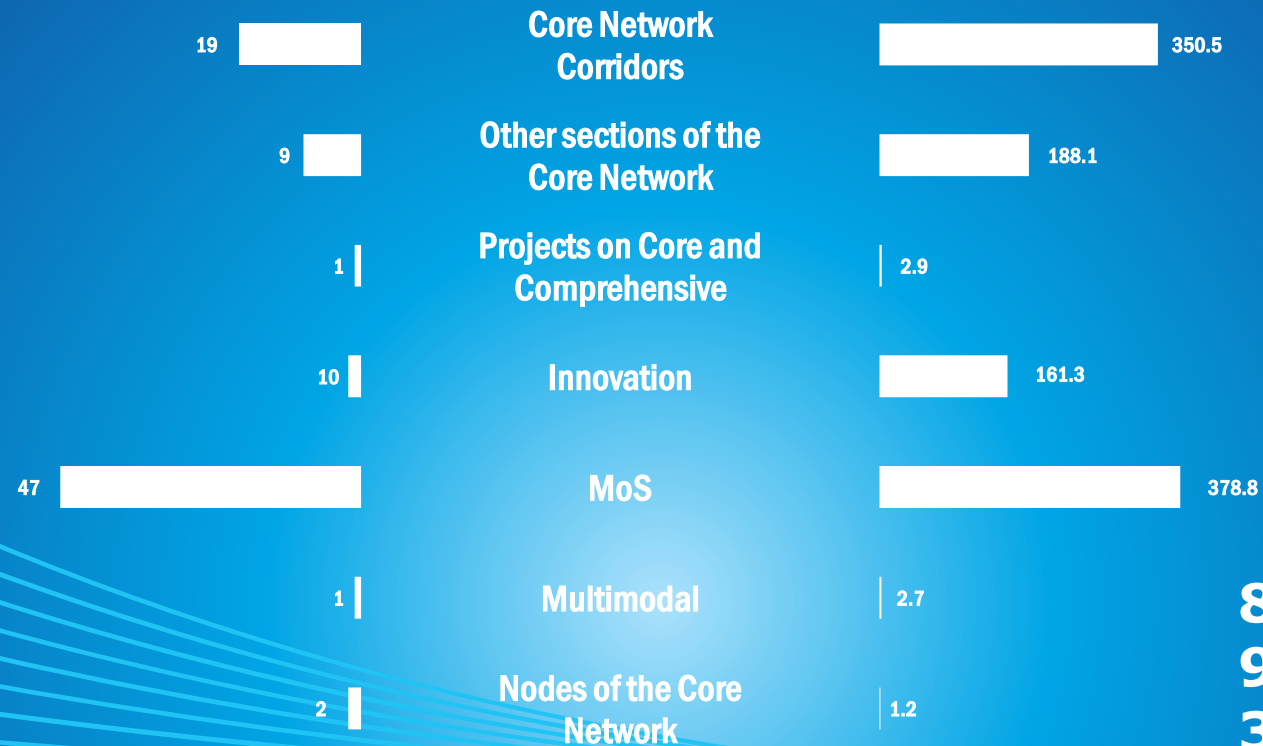 19
Core Network
Corridors
350.5
9
Other sections of the
Core Network
188.1
1
Projects on Core and
Comprehensive
2.9
10
Innovation
161.3
47
MoS
378.8
1
Multimodal
2.7
8
9
2
Nodes of the Core
Network
1.2
3